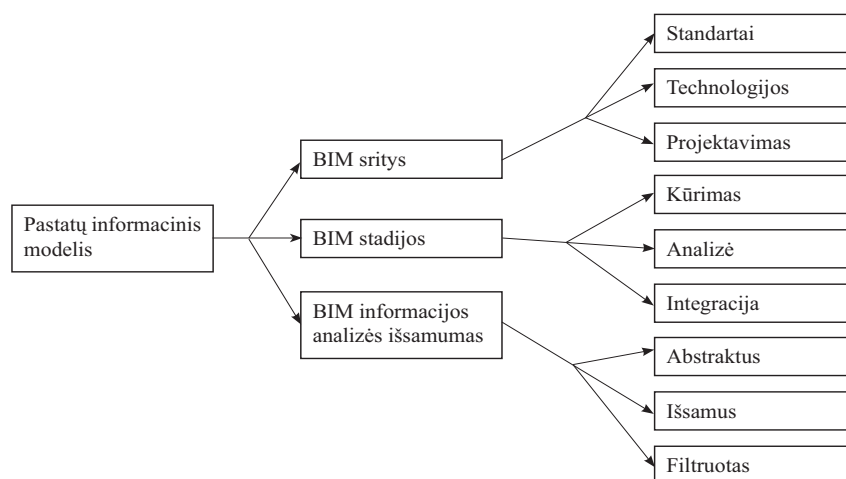 Standartai
Technologijos
Projektavimas
BIM sritys
Kūrimas
Pastatų informacinis
modelis
BIM stadijos
Analizė
Integracija
BIM informacijos
analizės išsamumas
Abstraktus
Išsamus
Filtruotas